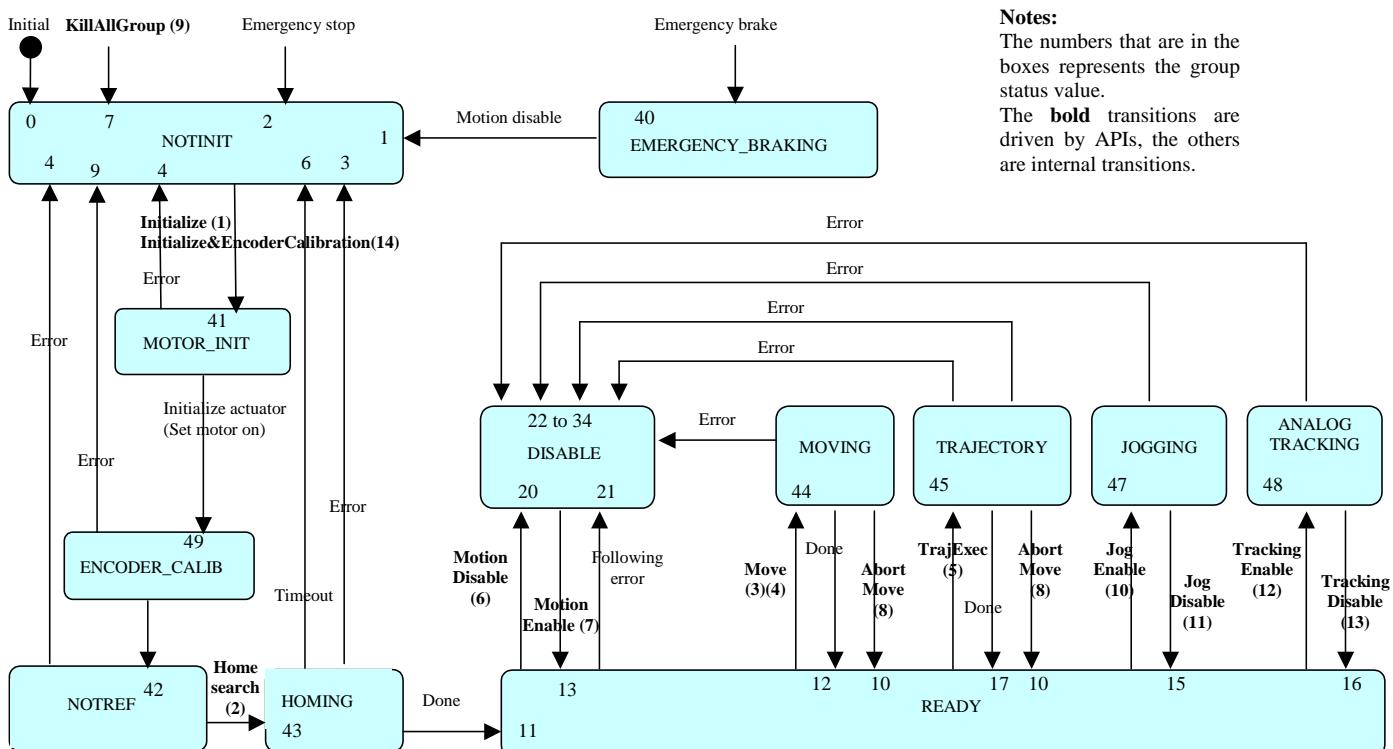 Initial
KillAllGroup (9)
Emergency stop
Emergency brake
Notes:
The numbers that are in the
boxes represents the group
status value.
The bold transitions are
driven by APIs, the others
are internal transitions.
0
7
2
1
NOTINIT
4
9
4
6
3
Motion disable
40
EMERGENCY_BRAKING
Initialize (1)
Initialize&EncoderCalibration(14)
Error
Error
Error
Error
Error
41
MOTOR_INIT
Error
Initialize actuator
(Set motor on)
22 to 34
DISABLE
20
21
Error
MOVING
44
TRAJECTORY
45
JOGGING
47
ANALOG
TRACKING
48
Error
Error
49
ENCODER_CALIB
Timeout
Motion
Disable
(6)
Motion
Enable (7)
Following
error
Move
(3)(4)
Done
Abort
Move
(8)
TrajExec
(5)
Done
Abort
Move
(8)
Jog
Enable
(10)
Jog
Disable
(11)
Tracking
Enable
(12)
Tracking
Disable
(13)
42
NOTREF
Home
search
(2)
HOMING
43
Done
13
12
10
17
10
15
16
READY
11